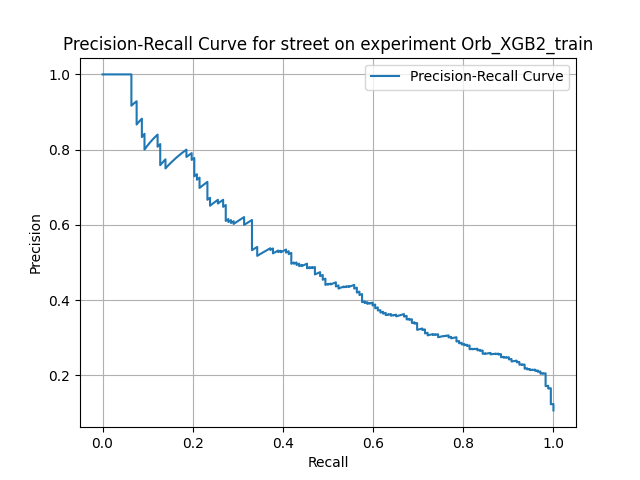 Precision-Recall Curve for street on experiment Orb_XGB2_train
Precision-Recall Curve
1.0
0.8
0.6
0.4
0.2
Precision
0.0 0.2 0.4 0.6 0.8 1.0
Recall